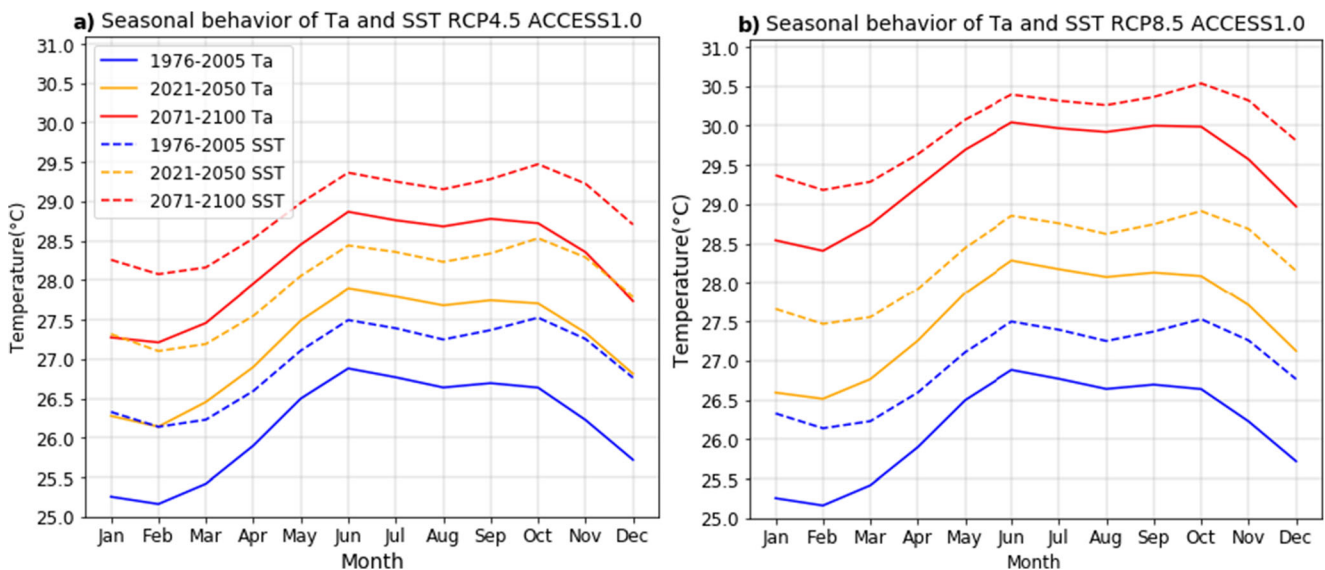 a) Seasonal behavior of Ta and SST RCP4.5 ACCESS1.0
31.0
30.5
30.0
29.5
29.0
28.5
28.0
27.5
27.0
26.5
26.0
25.5
25.0
Temperature(°C)
1976-2005 Ta
2021-2050 Ta
2071-2100 Ta
1976-2005 SST
2021-2050 SST
2071-2100 SST
Jan Feb Mar Apr May Jun Jul Aug Sep Oct Nov Dec
Month
b) Seasonal behavior of Ta and SST RCP8.5 ACCESS1.0
31.0
30.5
30.0
29.5
29.0
28.5
28.0
27.5
27.0
26.5
26.0
25.5
25.0
Temperature(°C)
Jan Feb Mar Apr May Jun Jul Aug Sep Oct Nov Dec
Month